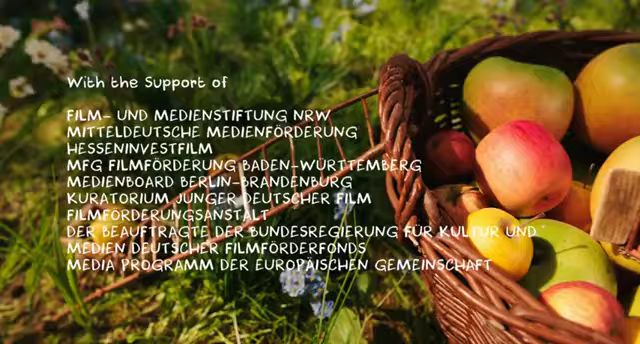 With the Support of
FILM- UND MEDIENSTIFTUNG NRW
MITTELDEUTSCHE MEDIENFÖRDERUNG
HESSENINVESTFILM
MFG FILMFÖRDERUNG BADEN-WÜRTTEMBERG
MEDIENBOARD BERLIN-BRANDENBURG
KURATORIUM JUNGER DEUTSCHER FILM
FILMFÖRDERUNGSANSTALT
DER BEAUFTRAGTE DER BUNDESREGIERUNG FÜR KULTUR UND
MEDIEN DEUTSCHER FILMFÖRDERFONDS
MEDIA PROGRAMM DER EUROPÄISCHEN GEMEINSCHAFT